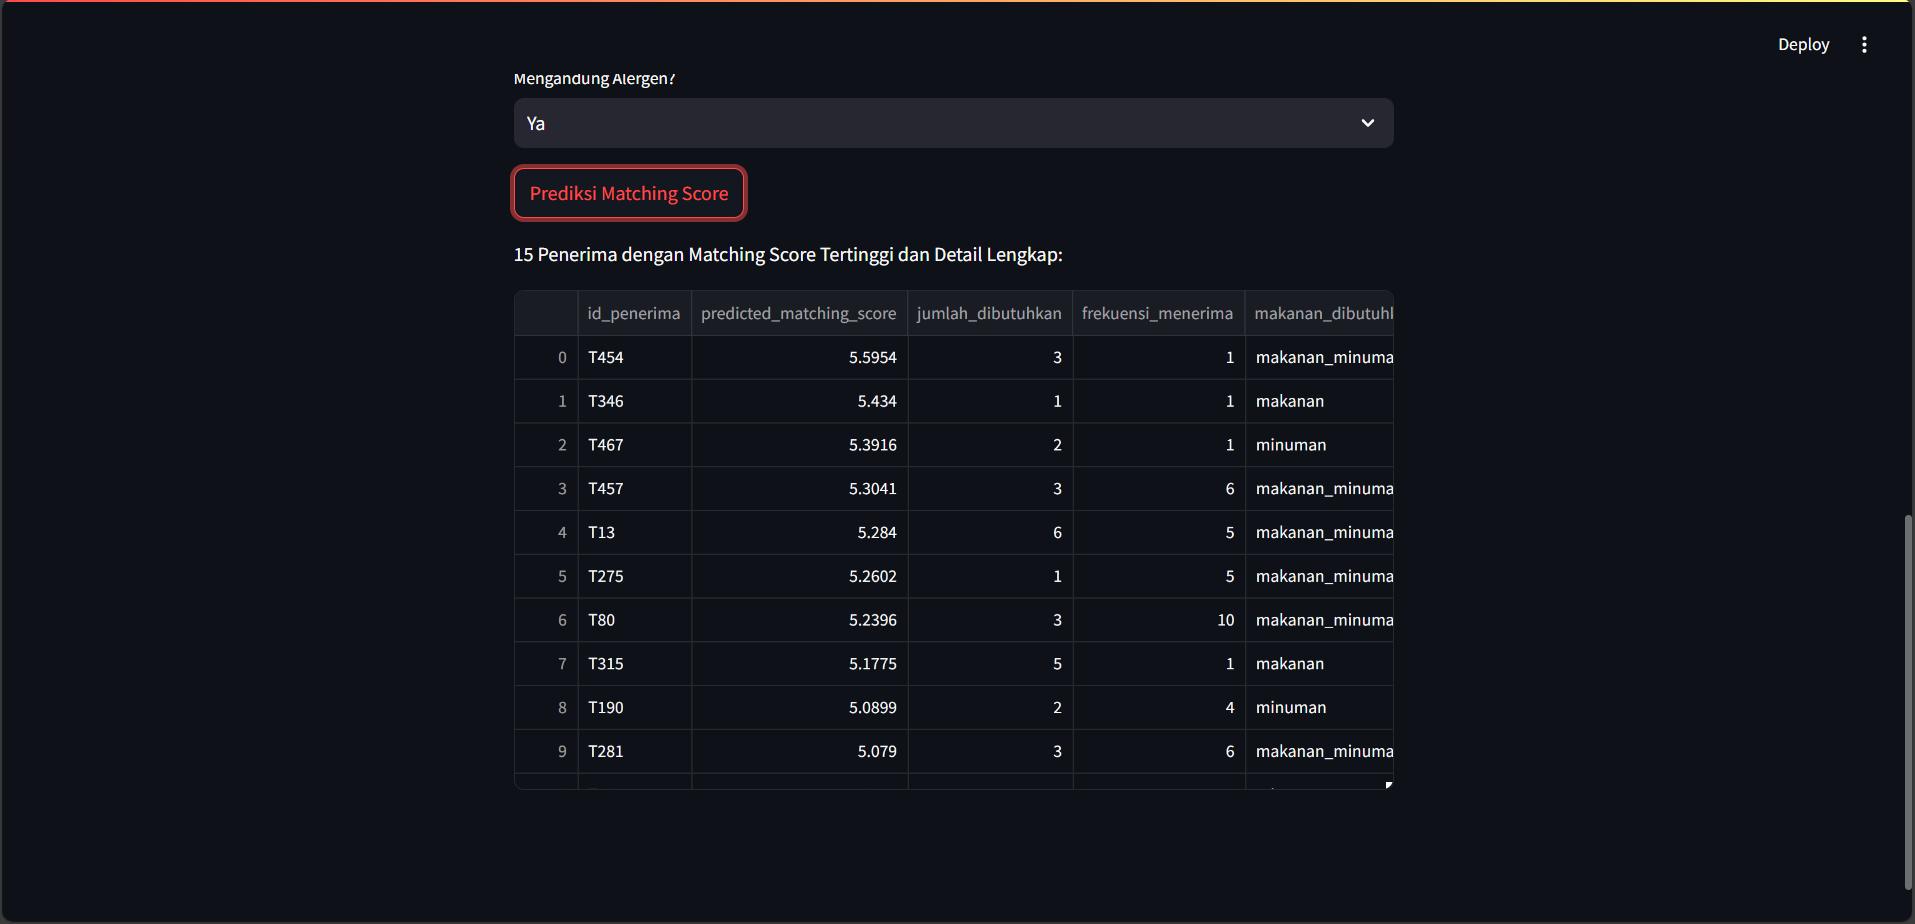 Deploy
Mengandung Alergen?
Ya
Prediksi Matching Score
15 Penerima dengan Matching Score Tertinggi dan Detail Lengkap:
id_penerima predicted_matching_score jumlah_dibutuhkan frekuensi_menerima makanan_dibutuhk
0 T454 5.5954 3 1 makanan_minuma
1 T346 5.434 1 1 makanan
2 T467 5.3916 2 1 minuman
3 T457 5.3041 3 6 makanan_minuma
4 T13 5.284 6 5 makanan_minuma
5 T275 5.2602 1 5 makanan_minuma
6 T80 5.2396 3 10 makanan_minuma
7 T315 5.1775 5 1 makanan
8 T190 5.0899 2 4 minuman
9 T281 5.079 3 6 makanan_minuma